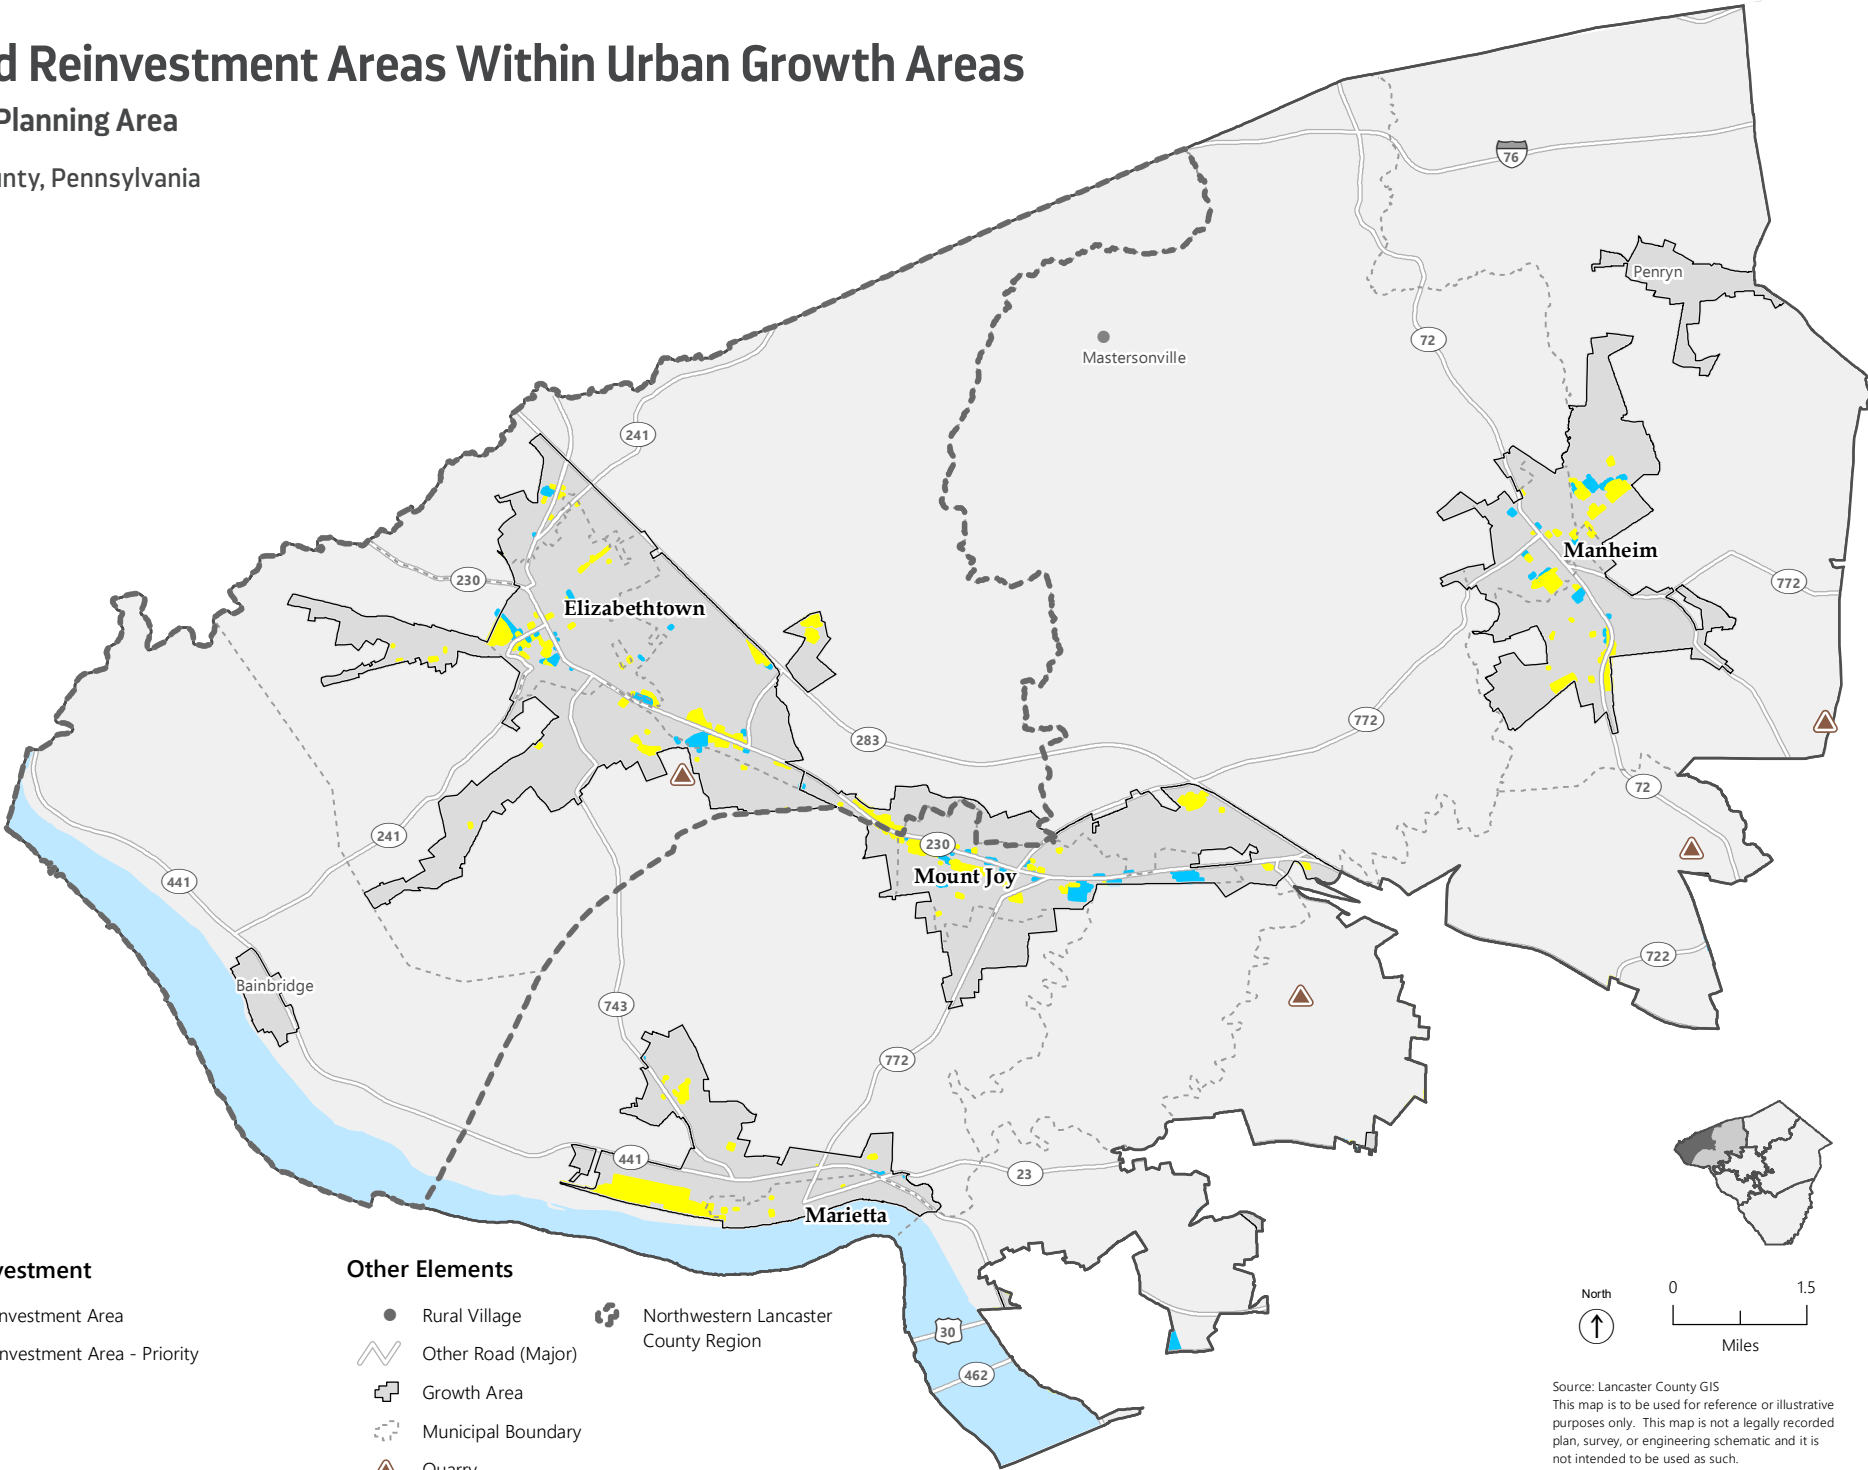 d Reinvestment Areas Within Urban Growth Areas
Planning Area
unty, Pennsylvania
76
Penryn
72
Mastersonville
241
Manheim
230
772
Elizabethtown
772
283
72
241
230
Mount Joy
441
722
Bainbridge
743
772
441
23
Marietta
vestment
nvestment Area
nvestment Area - Priority
Other Elements
Rural Village
Other Road (Major)
Growth Area
Municipal Boundary
Quarry
Northwestern Lancaster
County Region
30
462
North
0 1.5
Miles
Source: Lancaster County GIS
This map is to be used for reference or illustrative
purposes only. This map is not a legally recorded
plan, survey, or engineering schematic and it is
not intended to be used as such.